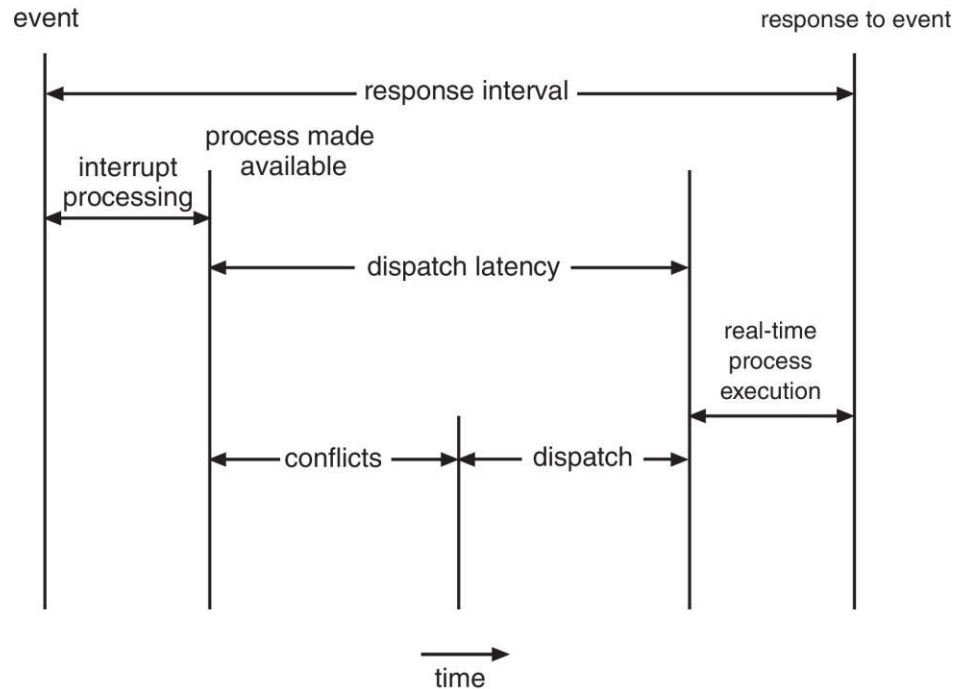 event
response to event
response interval
process made
available
interrupt
processing
dispatch latency
real-time
process
execution
conflicts
dispatch
time